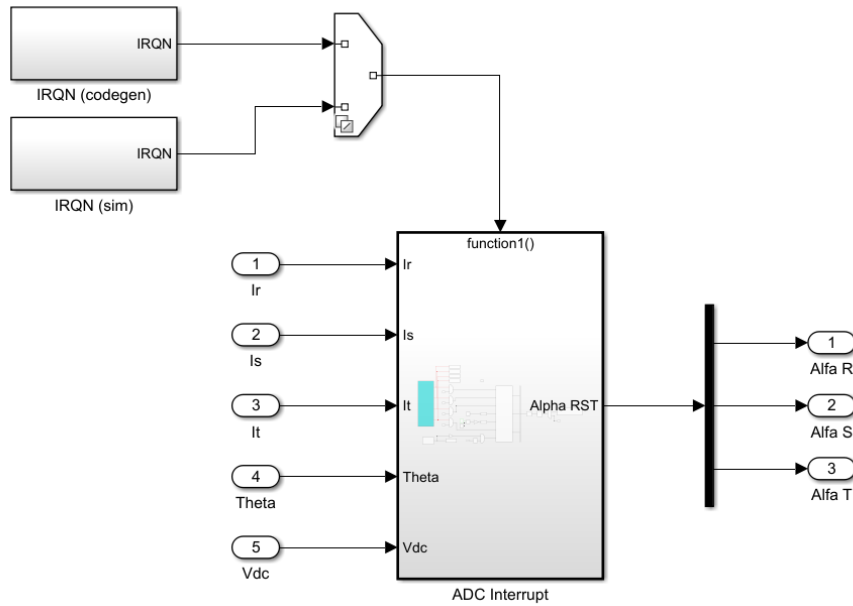 IRQN
IRQN (codegen)
IRQN
IRQN (sim)
function1()
1
Ir
Ir
2
Is
Is
3
It
It
Alpha RST
4
Theta
Theta
5
Vdc
Vdc
1
Alfa R
2
Alfa S
3
Alfa T
ADC Interrupt